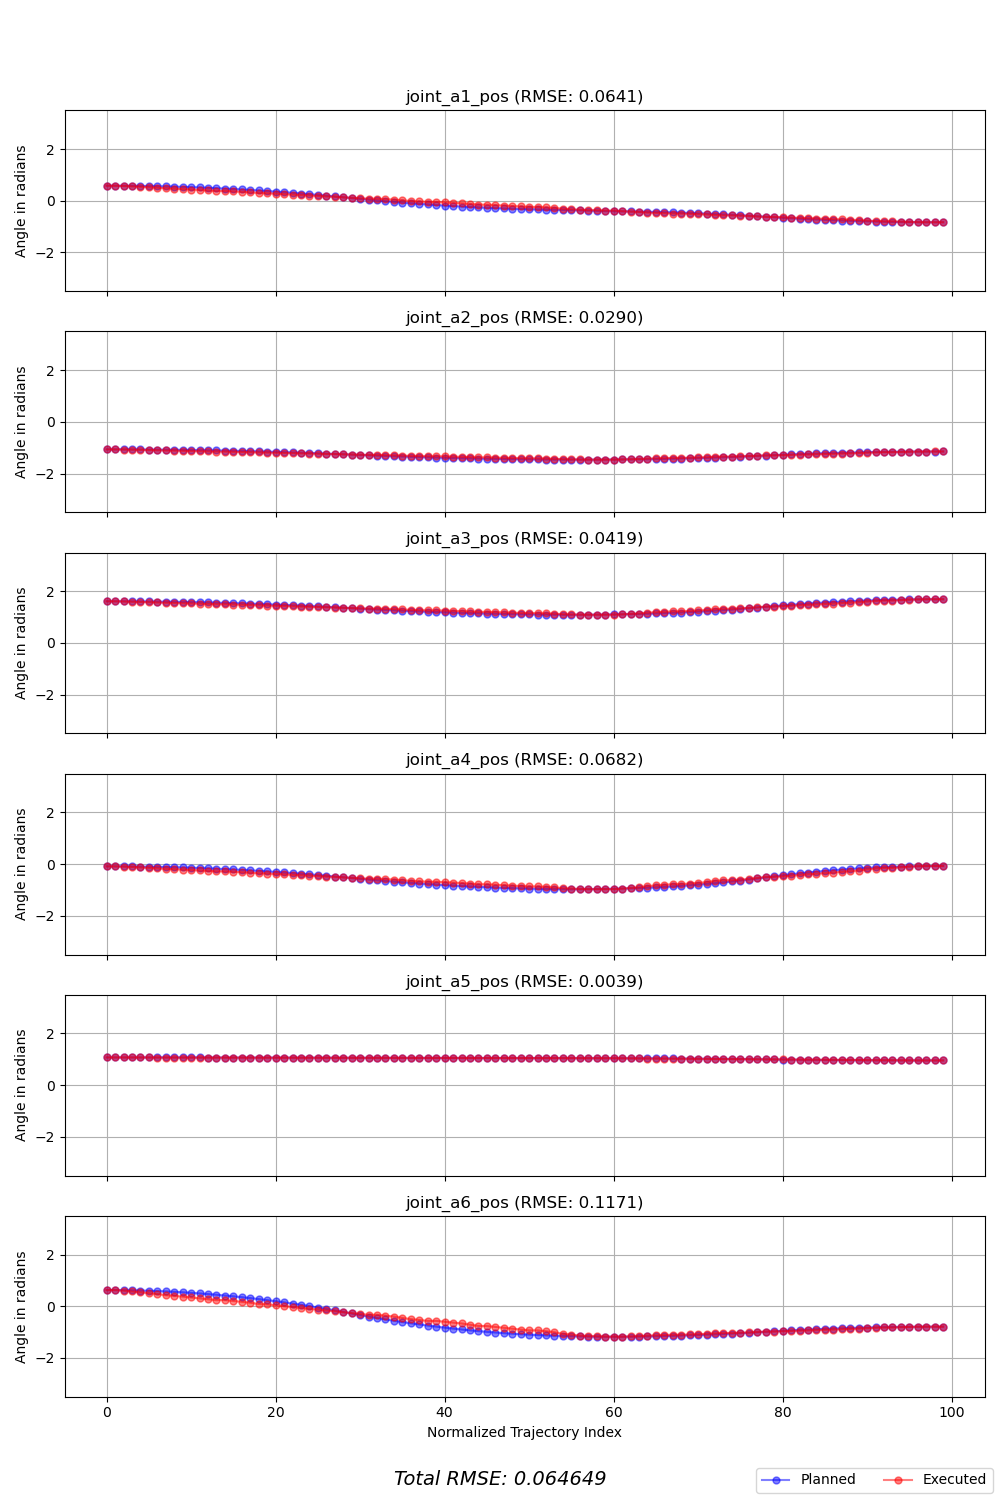 joint_a1_pos (RMSE: 0.0641)
Angle in radians
2
0
−2
joint_a2_pos (RMSE: 0.0290)
Angle in radians
2
0
−2
joint_a3_pos (RMSE: 0.0419)
Angle in radians
2
0
−2
joint_a4_pos (RMSE: 0.0682)
Angle in radians
2
0
−2
joint_a5_pos (RMSE: 0.0039)
Angle in radians
2
0
−2
joint_a6_pos (RMSE: 0.1171)
Angle in radians
2
0
−2
0 20 40 60 80 100
Normalized Trajectory Index
Total RMSE: 0.064649
Planned Executed